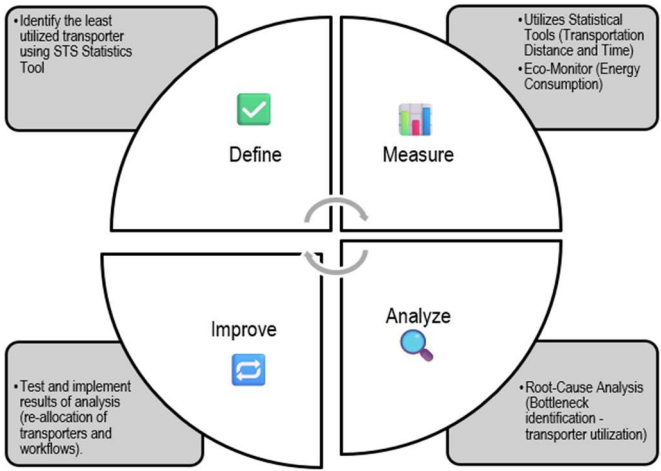 •Identify the least
utilized transporter
using STS Statistics
Tool
Define
•Utilizes Statistical
Tools (Transportation
Distance and Time)
•Eco-Monitor (Energy
Consumption)
Measure
Improve
•Test and implement
results of analysis
(re-allocation of
transporters and
workflows).
Analyze
•Root-Cause Analysis
(Bottleneck
identification -
transporter utilization)